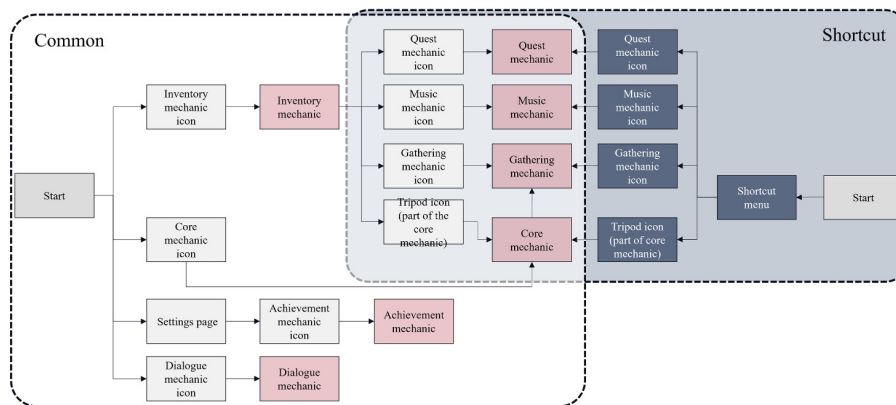 Common
Shortcut
Quest
mechanic
icon
Quest
mechanic
Quest
mechanic
icon
Inventory
mechanic
icon
Inventory
mechanic
Music
mechanic
icon
Music
mechanic
Music
mechanic
icon
Gathering
mechanic
icon
Gathering
mechanic
Gathering
mechanic
icon
Start
Shortcut
menu
Start
Tripod icon
(part of the
core
mechanic)
Core
mechanic
Tripod icon
(part of core
mechanic)
Core
mechanic
icon
Settings page
Achievement
mechanic
icon
Achievement
mechanic
Dialogue
mechanic
icon
Dialogue
mechanic